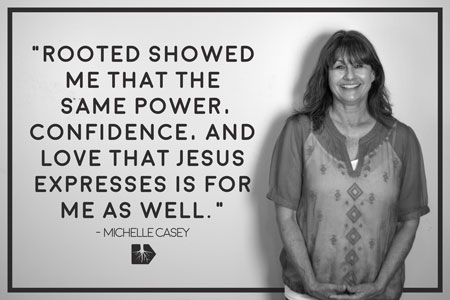 "ROOTED SHOWED
ME THAT THE
SAME POWER,
CONFIDENCE, AND
LOVE THAT JESUS
EXPRESSES IS FOR
ME AS WELL."
- MICHELLE CASEY